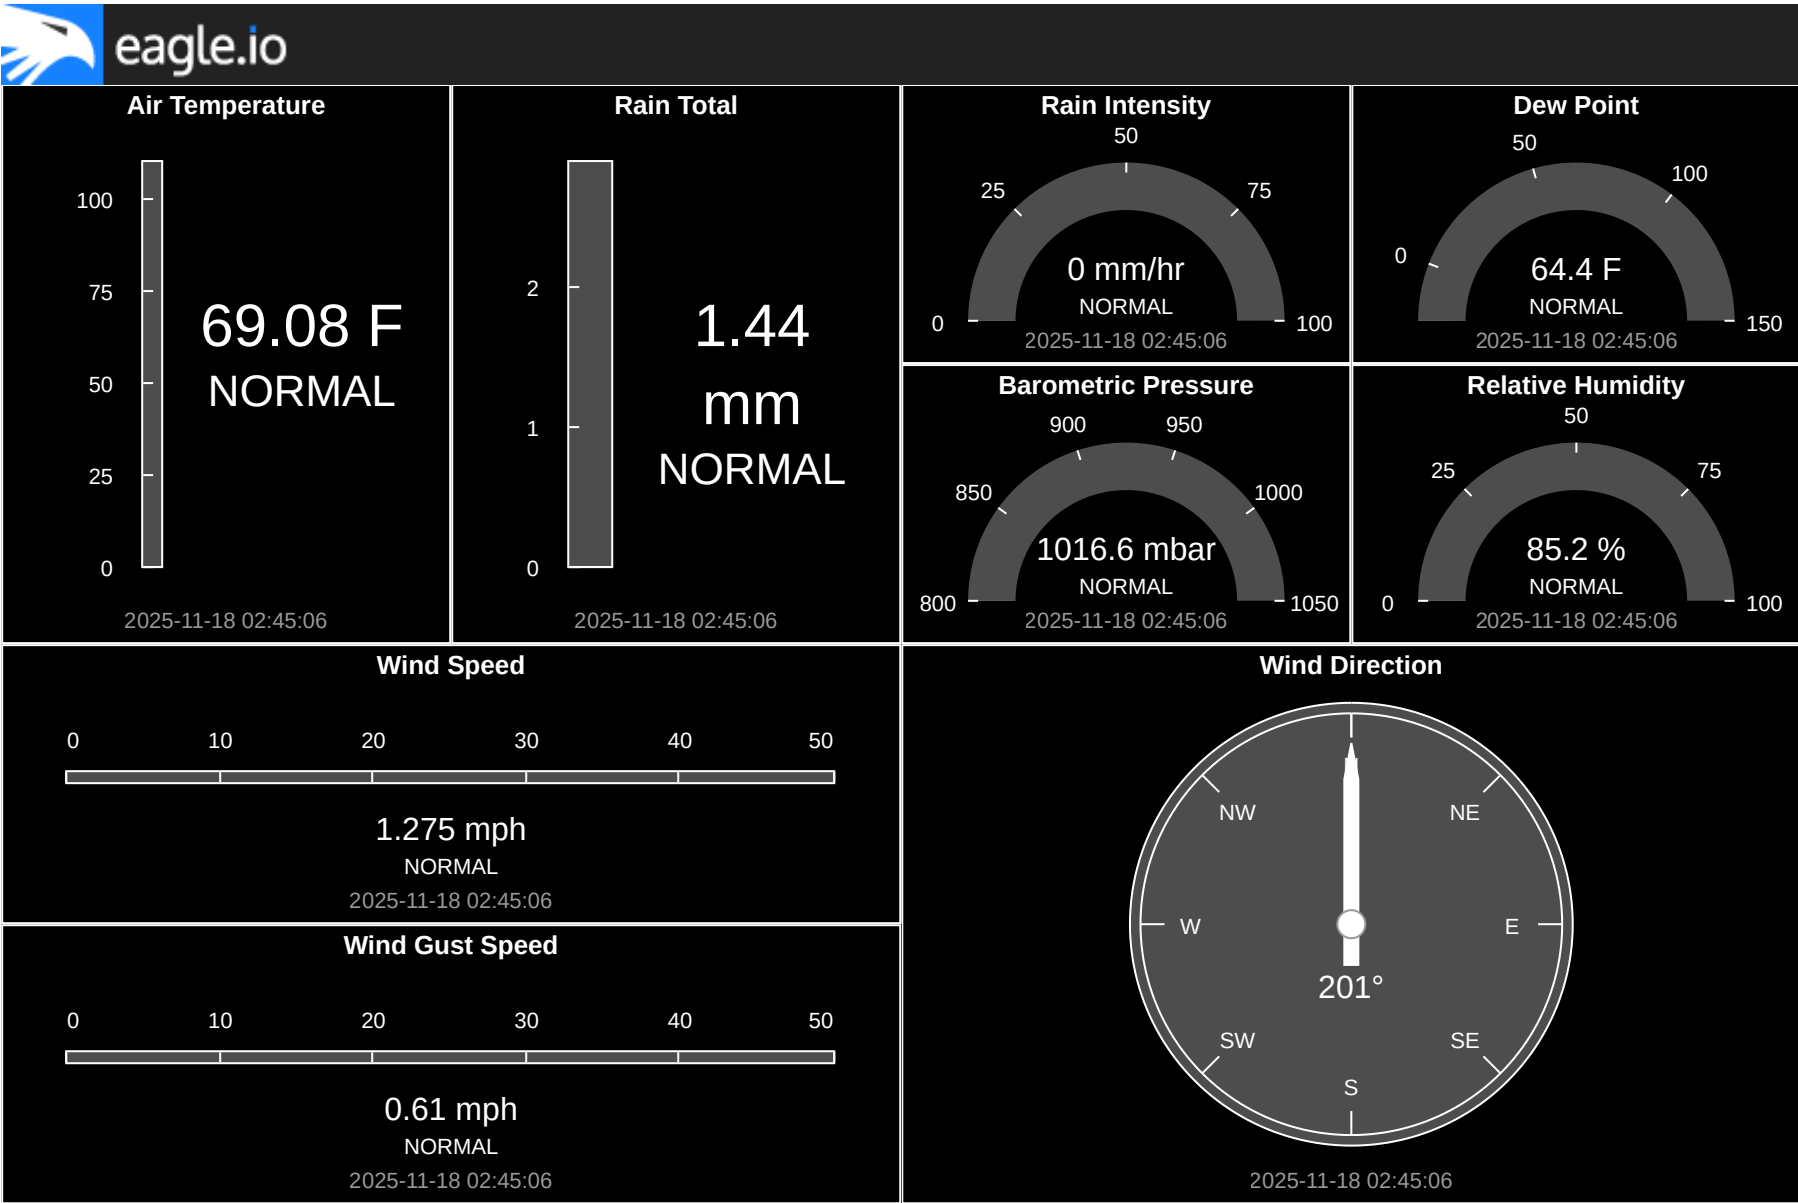 eagle.io
Air Temperature
100
75
50
25
0
69.08 F
NORMAL
2025-11-18 02:45:06
Rain Total
2
1
0
1.44
mm
NORMAL
2025-11-18 02:45:06
Rain Intensity
50
25
75
0
100
0 mm/hr
NORMAL
2025-11-18 02:45:06
Dew Point
50
100
0
150
64.4 F
NORMAL
2025-11-18 02:45:06
Barometric Pressure
900
950
850
1000
800
1050
1016.6 mbar
NORMAL
2025-11-18 02:45:06
Relative Humidity
50
25
75
0
100
85.2 %
NORMAL
2025-11-18 02:45:06
Wind Speed
0 10 20 30 40 50
1.275 mph
NORMAL
2025-11-18 02:45:06
Wind Gust Speed
0 10 20 30 40 50
0.61 mph
NORMAL
2025-11-18 02:45:06
Wind Direction
NW NE
W E
201°
SW SE
S
2025-11-18 02:45:06